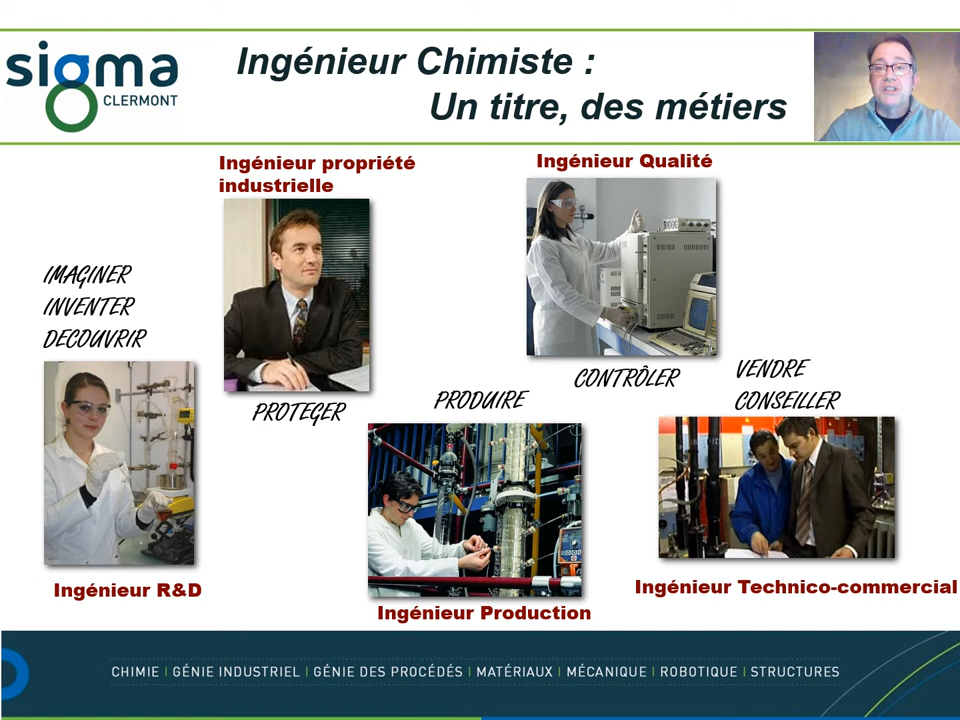 sigma
CLERMONT
Ingénieur Chimiste :
Un titre, des métiers
Ingénieur propriété
industrielle
Ingénieur Qualité
IMAGINER
INVENTER
DECOUVRIR
PROTEGER
PRODUIRE
CONTRÔLER
VENDRE
CONSEILLER
Ingénieur R&D
Ingénieur Production
Ingénieur Technico-commercial
CHIMIE | GÉNIE INDUSTRIEL | GÉNIE DES PROCÉDÉS | MATÉRIAUX | MÉCANIQUE | ROBOTIQUE | STRUCTURES